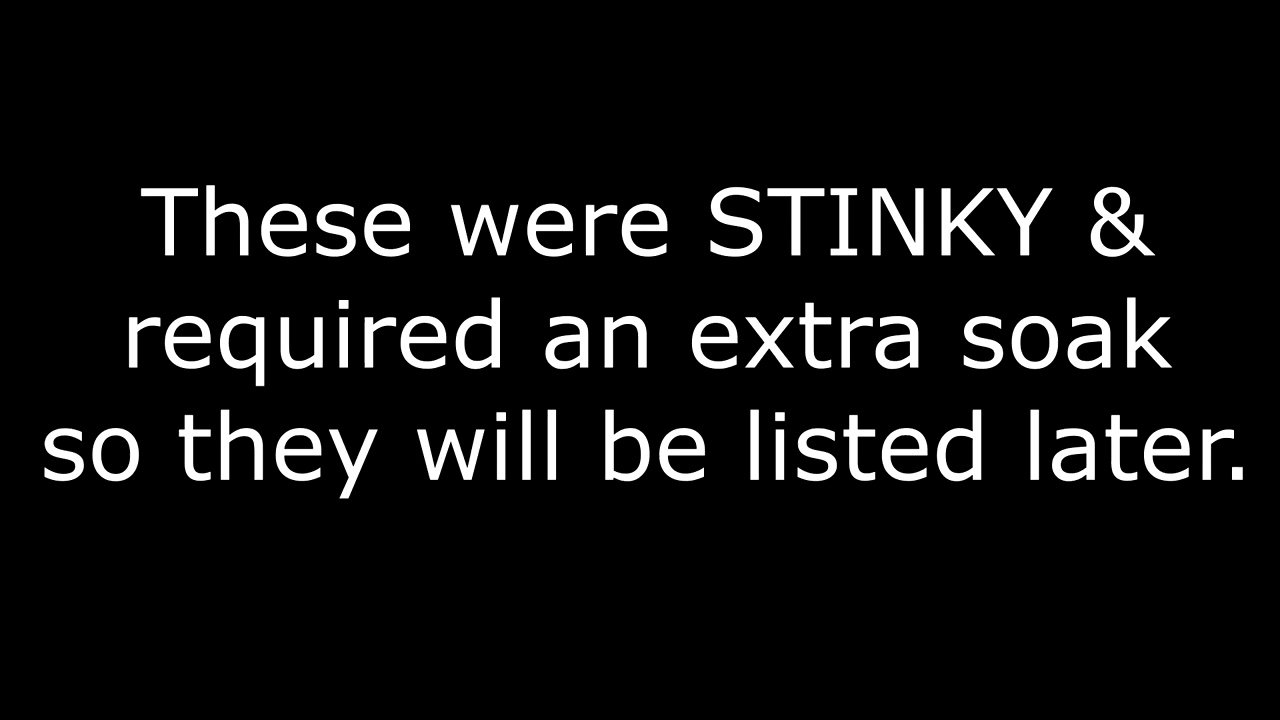 These were STINKY &
required an extra soak
so they will be listed later.